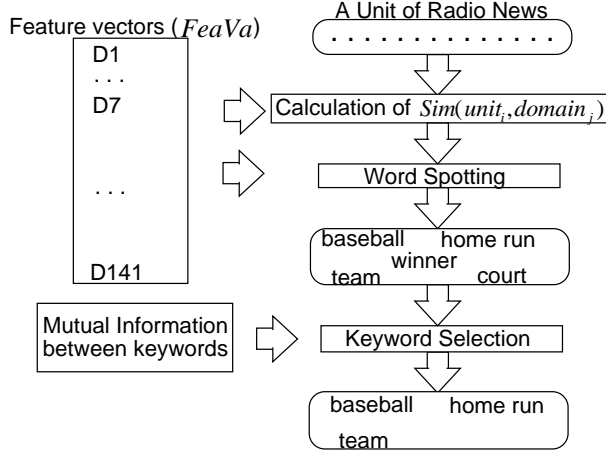 A Unit of Radio News
. . . . . . . . . . . . . .
Feature vectors (FeaVa)
D1
. . .
D7
. . .
D141
Calculation of Sim(unit_i,domain_j)
Word Spotting
baseball home run
winner
team court
Mutual Information
between keywords
Keyword Selection
baseball home run
team